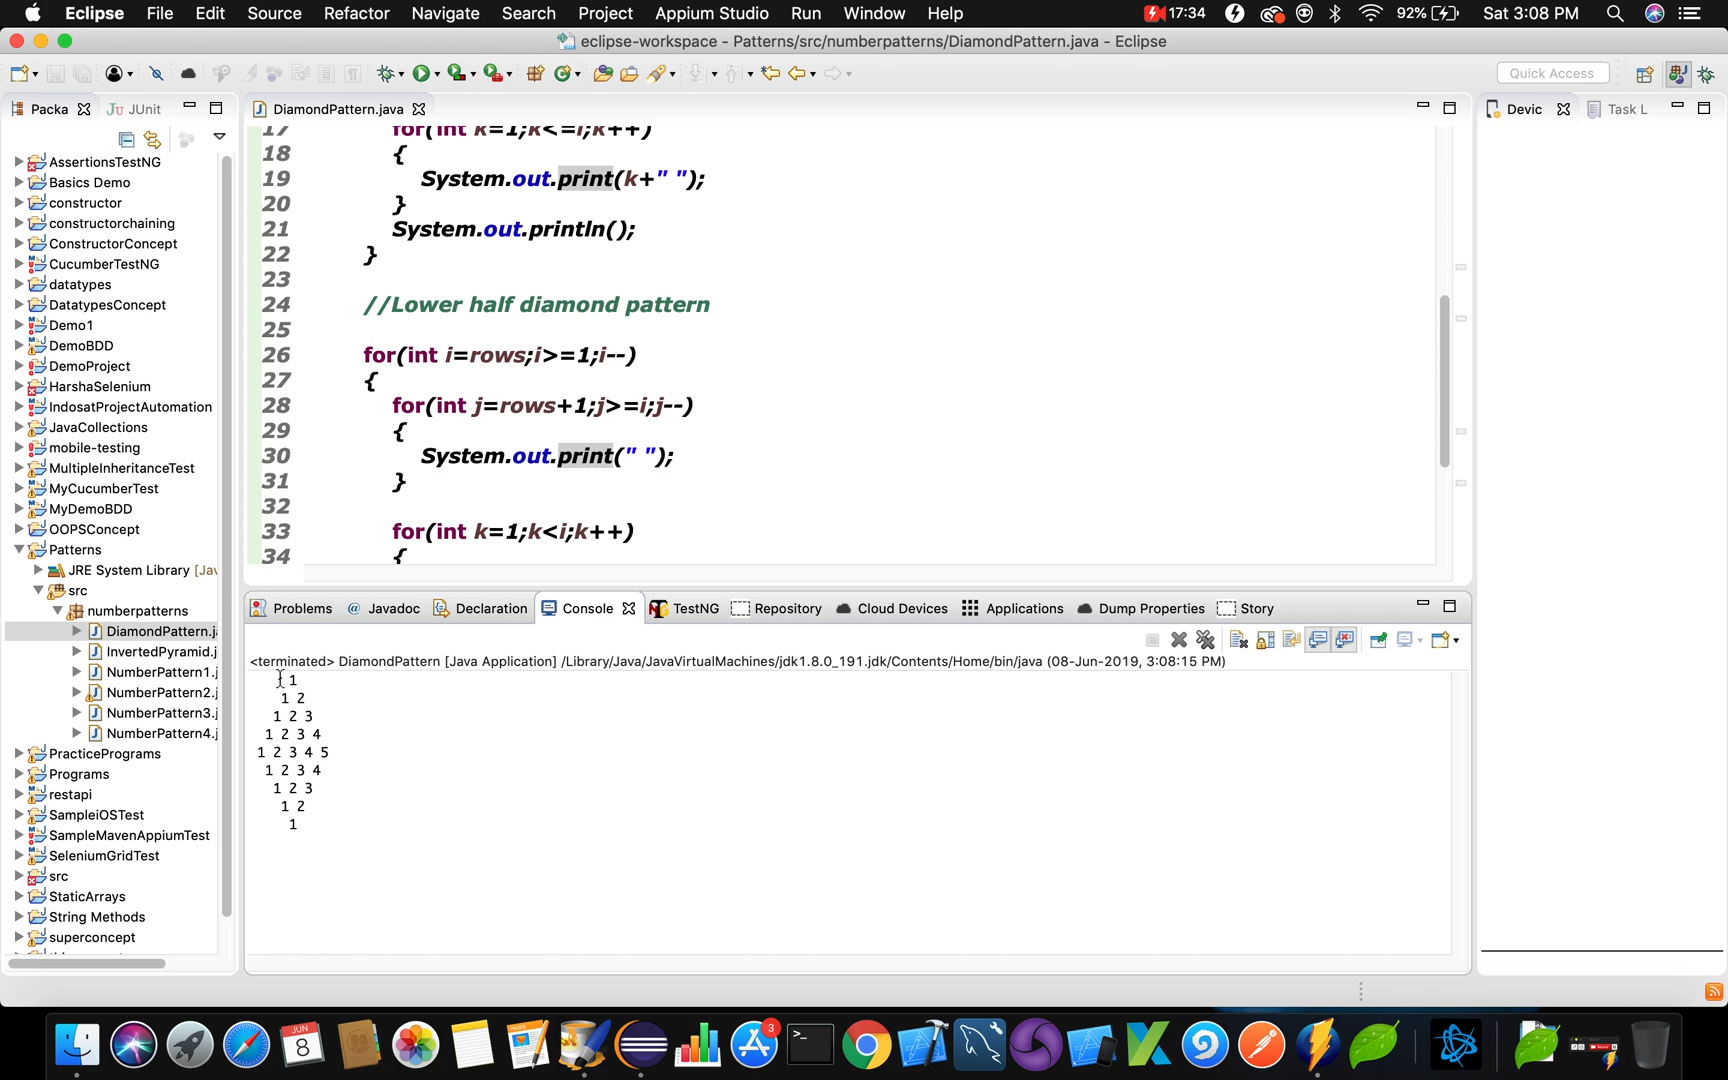 Eclipse File Edit Source Refactor Navigate Search Project Appium Studio Run Window Help 17:34 92% Sat 3:08 PM
eclipse-workspace - Patterns/src/numberpatterns/DiamondPattern.java - Eclipse
Quick Access
Packa JUnit
AssertionsTestNG
Basics Demo
constructor
constructorchaining
ConstructorConcept
CucumberTestNG
datatypes
DatatypesConcept
Demo1
DemoBDD
DemoProject
HarshaSelenium
IndosatProjectAutomation
JavaCollections
mobile-testing
MultipleInheritanceTest
MyCucumberTest
MyDemoBDD
OOPSConcept
Patterns
JRE System Library [Jav
src
numberpatterns
DiamondPattern.ja
InvertedPyramid.j
NumberPattern1.j
NumberPattern2.j
NumberPattern3.j
NumberPattern4.j
PracticePrograms
Programs
restapi
SampleiOSTest
SampleMavenAppiumTest
SeleniumGridTest
src
StaticArrays
String Methods
superconcept
DiamondPattern.java
17 for(int k=1;k<=i;k++)
18 {
19 System.out.print(k+" ");
20 }
21 System.out.println();
22 }
23
24 //Lower half diamond pattern
25
26 for(int i=rows;i>=1;i--)
27 {
28 for(int j=rows+1;j>=i;j--)
29 {
30 System.out.print(" ");
31 }
32
33 for(int k=1;k<i;k++)
34 {
Devic Task L
Problems @ Javadoc Declaration Console TestNG Repository Cloud Devices Applications Dump Properties Story
<terminated> DiamondPattern [Java Application] /Library/Java/JavaVirtualMachines/jdk1.8.0_191.jdk/Contents/Home/bin/java (08-Jun-2019, 3:08:15 PM)
1
1 2
1 2 3
1 2 3 4
1 2 3 4 5
1 2 3 4
1 2 3
1 2
1
JUN
8
3